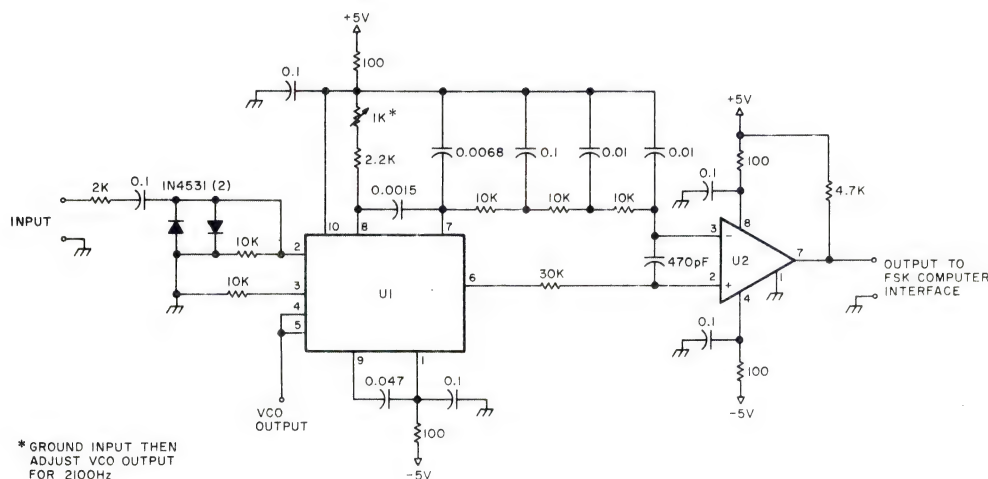 +5V
100
0.1
1K*
2.2K
0.0068
0.1
0.01
0.01
+5V
100
0.1
4.7K
2K
0.1
1N4531 (2)
INPUT
0.0015
10K
10K
10K
10K
10K
10
8
7
2
3
4
5
6
9
1
U1
30K
470pF
3
2
8
7
1
4
−
+
U2
OUTPUT TO
FSK COMPUTER
INTERFACE
0.1
100
−5V
VCO
OUTPUT
0.047
0.1
100
−5V
* GROUND INPUT THEN
ADJUST VCO OUTPUT
FOR 2100Hz